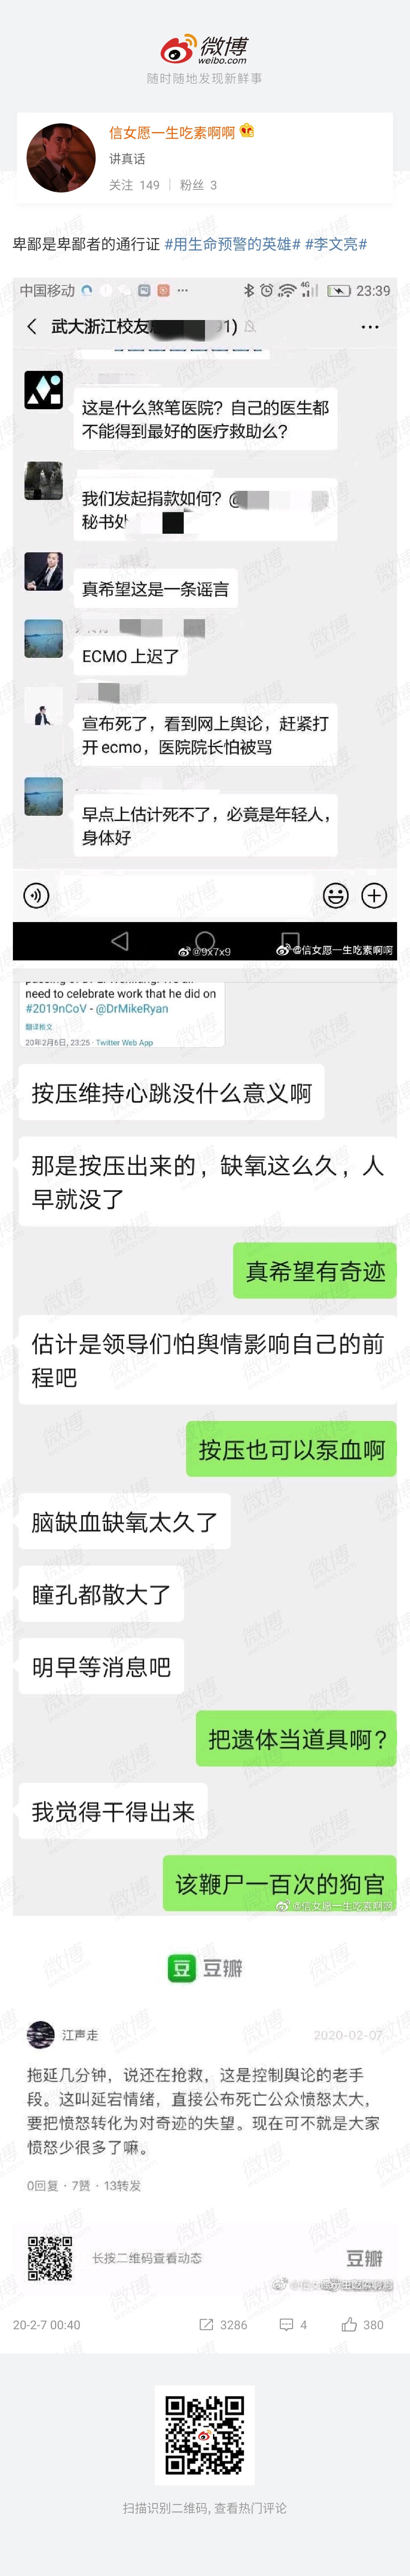 微博
weibo.com
随时随地发现新鲜事
信女愿一生吃素啊啊
讲真话
关注 149 | 粉丝 3
卑鄙是卑鄙者的通行证 #用生命预警的英雄# #李文亮#
中国移动 ··· 4G 23:39
武大浙江校友 1)
这是什么煞笔医院？自己的医生都
不能得到最好的医疗救助么？
我们发起捐款如何？@
秘书处
真希望这是一条谣言
ECMO 上迟了
宣布死了，看到网上舆论，赶紧打
开 ecmo，医院院长怕被骂
早点上估计死不了，必竟是年轻人，
身体好
@9x7x9
@信女愿一生吃素啊啊
need to celebrate work that he did on
#2019nCoV - @DrMikeRyan
翻译推文
20年2月6日, 23:25 · Twitter Web App
按压维持心跳没什么意义啊
那是按压出来的，缺氧这么久，人
早就没了
真希望有奇迹
估计是领导们怕舆情影响自己的前
程吧
按压也可以泵血啊
脑缺血缺氧太久了
瞳孔都散大了
明早等消息吧
把遗体当道具啊？
我觉得干得出来
该鞭尸一百次的狗官
@信女愿一生吃素啊啊
豆 豆瓣
江声走 2020-02-07
拖延几分钟，说还在抢救，这是控制舆论的老手
段。这叫延宕情绪，直接公布死亡公众愤怒太大，
要把愤怒转化为对奇迹的失望。现在可不就是大家
愤怒少很多了嘛。
0回复 · 7赞 · 13转发
长按二维码查看动态 豆瓣
20-2-7 00:40 3286 4 380
扫描识别二维码, 查看热门评论